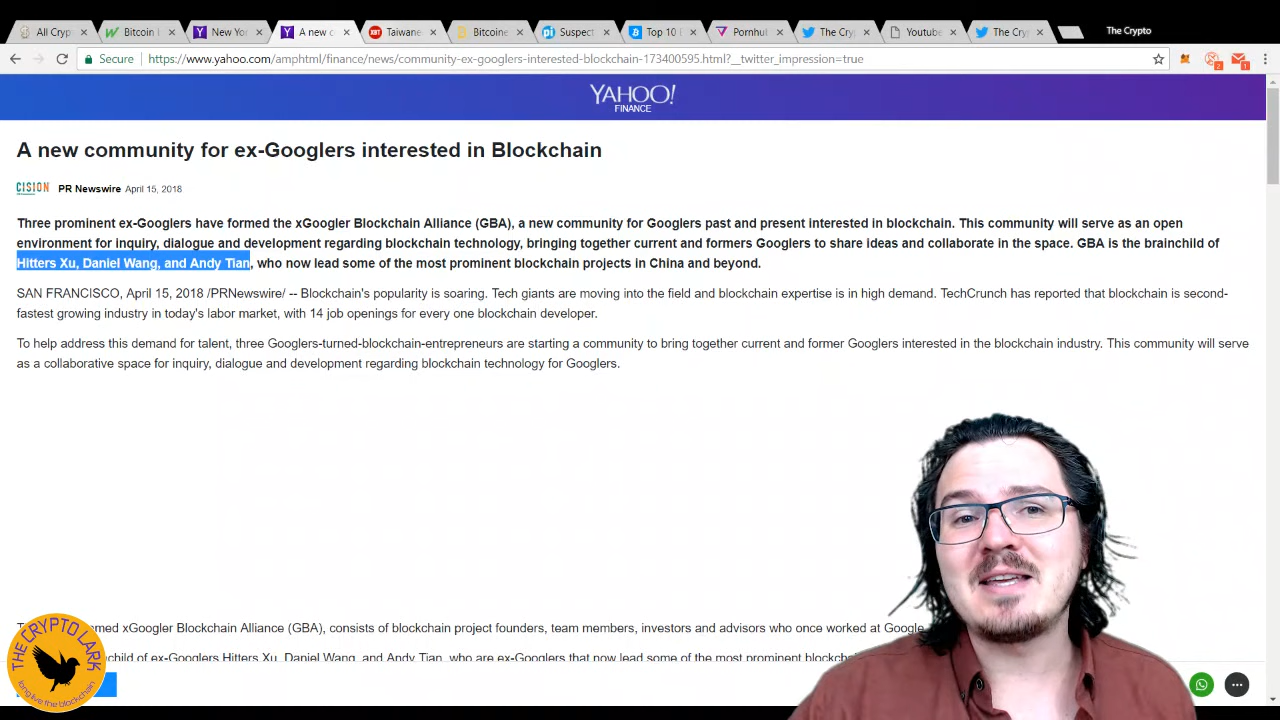 All Cryp
Bitcoin
New Yor
A new c
Taiwane
Bitcoine
Suspect
Top 10
Pornhut
The Cry
Youtube
The Cry
The Crypto
Secure
https://www.yahoo.com/amphtml/finance/news/community-ex-googlers-interested-blockchain-173400595.html?__twitter_impression=true
2
1
YAHOO!
FINANCE
A new community for ex-Googlers interested in Blockchain
CISION PR Newswire April 15, 2018
Three prominent ex-Googlers have formed the xGoogler Blockchain Alliance (GBA), a new community for Googlers past and present interested in blockchain. This community will serve as an open
environment for inquiry, dialogue and development regarding blockchain technology, bringing together current and formers Googlers to share ideas and collaborate in the space. GBA is the brainchild of
Hitters Xu, Daniel Wang, and Andy Tian, who now lead some of the most prominent blockchain projects in China and beyond.
SAN FRANCISCO, April 15, 2018 /PRNewswire/ -- Blockchain's popularity is soaring. Tech giants are moving into the field and blockchain expertise is in high demand. TechCrunch has reported that blockchain is second-
fastest growing industry in today's labor market, with 14 job openings for every one blockchain developer.
To help address this demand for talent, three Googlers-turned-blockchain-entrepreneurs are starting a community to bring together current and former Googlers interested in the blockchain industry. This community will serve
as a collaborative space for inquiry, dialogue and development regarding blockchain technology for Googlers.
med xGoogler Blockchain Alliance (GBA), consists of blockchain project founders, team members, investors and advisors who once worked at Google
child of ex-Googlers Hitters Xu, Daniel Wang, and Andy Tian, who are ex-Googlers that now lead some of the most prominent blockch
THE CRYPTO LARK
long live the blockchain